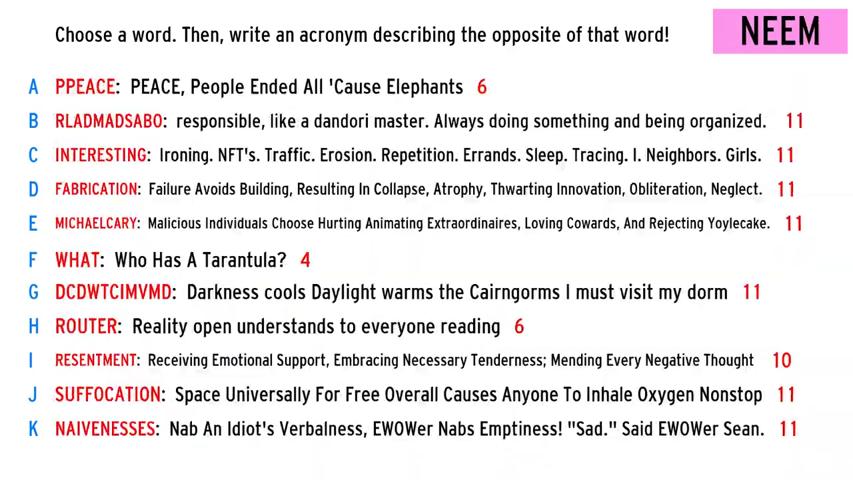 Choose a word. Then, write an acronym describing the opposite of that word!
NEEM
A PPEACE: PEACE, People Ended All 'Cause Elephants 6
B RLADMADSABO: responsible, like a dandori master. Always doing something and being organized. 11
C INTERESTING: Ironing. NFT's. Traffic. Erosion. Repetition. Errands. Sleep. Tracing. I. Neighbors. Girls. 11
D FABRICATION: Failure Avoids Building, Resulting In Collapse, Atrophy, Thwarting Innovation, Obliteration, Neglect. 11
E MICHAELCARY: Malicious Individuals Choose Hurting Animating Extraordinaires, Loving Cowards, And Rejecting Yoylecake. 11
F WHAT: Who Has A Tarantula? 4
G DCDWTCIMVMD: Darkness cools Daylight warms the Cairngorms I must visit my dorm 11
H ROUTER: Reality open understands to everyone reading 6
I RESENTMENT: Receiving Emotional Support, Embracing Necessary Tenderness; Mending Every Negative Thought 10
J SUFFOCATION: Space Universally For Free Overall Causes Anyone To Inhale Oxygen Nonstop 11
K NAIVENESSES: Nab An Idiot's Verbalness, EWOWer Nabs Emptiness! "Sad." Said EWOWer Sean. 11